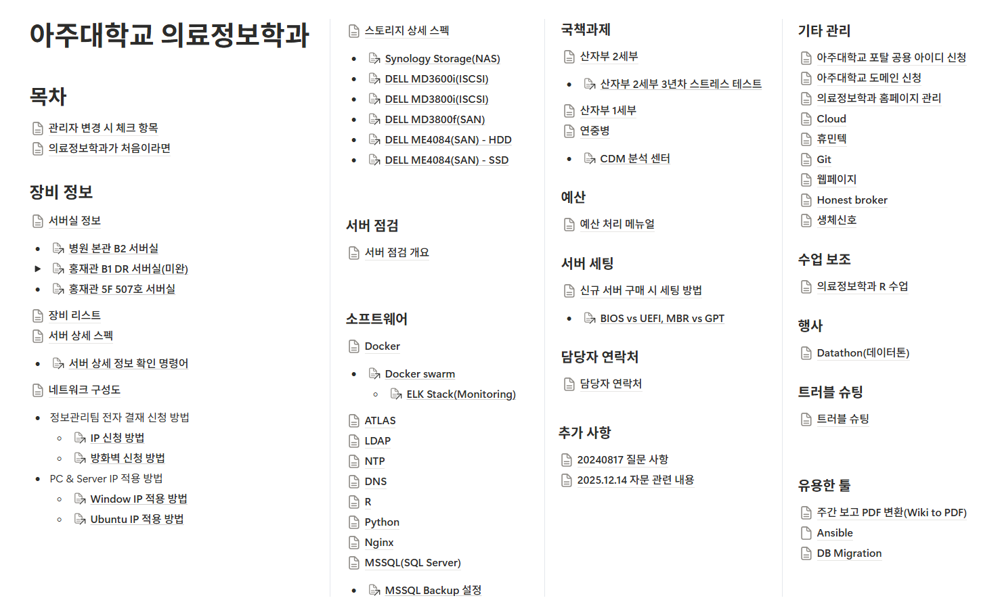 아주대학교 의료정보학과
목차
관리자 변경 시 체크 항목
의료정보학과가 처음이라면
장비 정보
서버실 정보
병원 본관 B2 서버실
홍재관 B1 DR 서버실(미완)
홍재관 5F 507호 서버실
장비 리스트
서버 상세 스펙
서버 상세 정보 확인 명령어
네트워크 구성도
정보관리팀 전자 결재 신청 방법
IP 신청 방법
방화벽 신청 방법
PC & Server IP 적용 방법
Window IP 적용 방법
Ubuntu IP 적용 방법
스토리지 상세 스펙
Synology Storage(NAS)
DELL MD3600i(ISCSI)
DELL MD3800i(ISCSI)
DELL MD3800f(SAN)
DELL ME4084(SAN) - HDD
DELL ME4084(SAN) - SSD
서버 점검
서버 점검 개요
소프트웨어
Docker
Docker swarm
ELK Stack(Monitoring)
ATLAS
LDAP
NTP
DNS
R
Python
Nginx
MSSQL(SQL Server)
MSSQL Backup 설정
국책과제
산자부 2세부
산자부 2세부 3년차 스트레스 테스트
산자부 1세부
연중병
CDM 분석 센터
예산
예산 처리 메뉴얼
서버 세팅
신규 서버 구매 시 세팅 방법
BIOS vs UEFI, MBR vs GPT
담당자 연락처
담당자 연락처
추가 사항
20240817 질문 사항
2025.12.14 자문 관련 내용
기타 관리
아주대학교 포탈 공용 아이디 신청
아주대학교 도메인 신청
의료정보학과 홈페이지 관리
Cloud
휴민텍
Git
웹페이지
Honest broker
생체신호
수업 보조
의료정보학과 R 수업
행사
Datathon(데이터톤)
트러블 슈팅
트러블 슈팅
유용한 툴
주간 보고 PDF 변환(Wiki to PDF)
Ansible
DB Migration